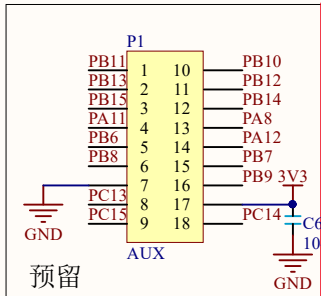 P1
PB11 1 10 PB10
PB13 2 11 PB12
PB15 3 12 PB14
PA11 4 13 PA8
PB6 5 14 PA12
PB8 6 15 PB7
7 16 PB9 3V3
PC13 8 17
PC15 9 18 PC14 C6
GND AUX 10
预留 GND